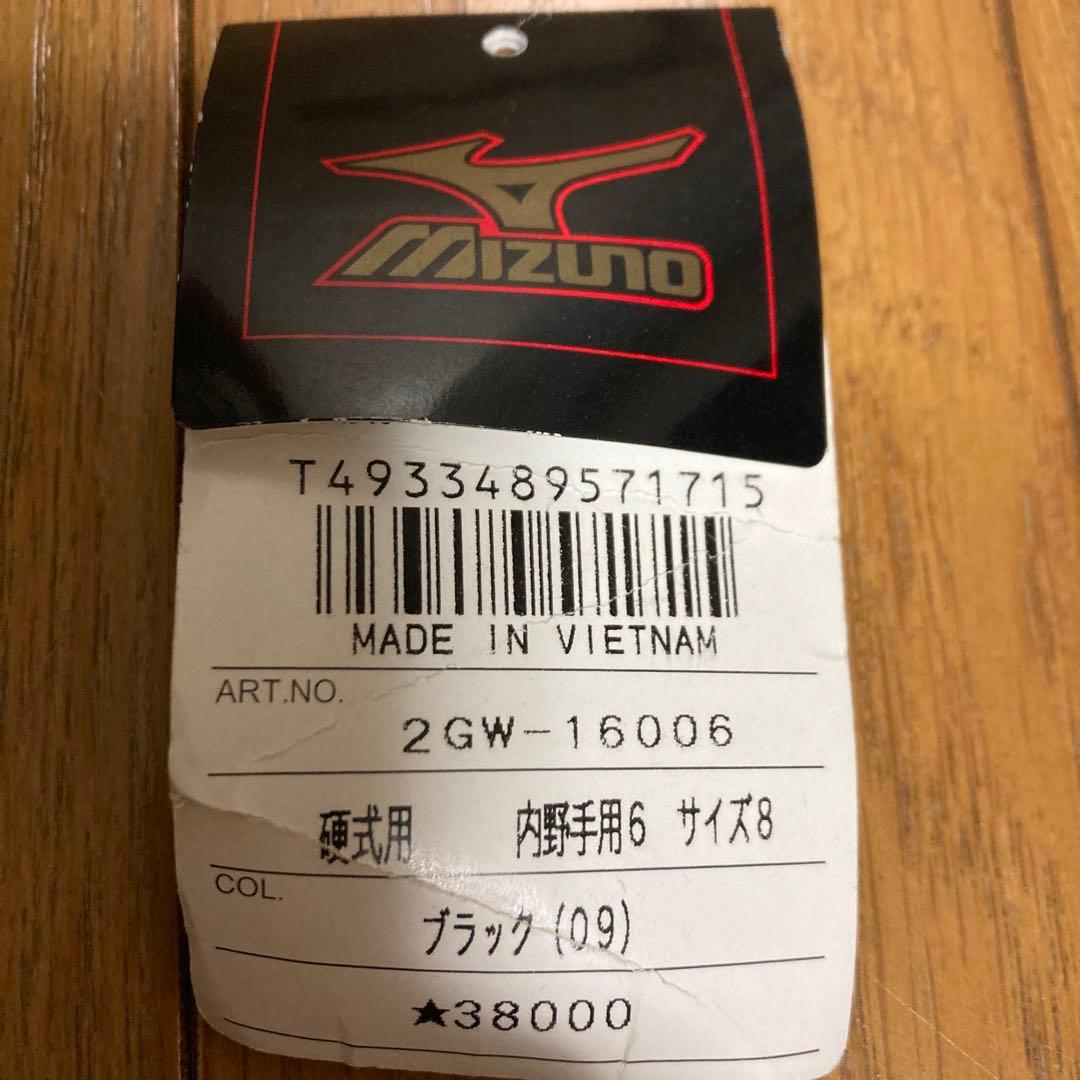 MIZUNO
T4933489571715
MADE IN VIETNAM
ART.NO.
2GW-16006
硬式用 内野手用6 サイズ8
COL.
ブラック(09)
★38000